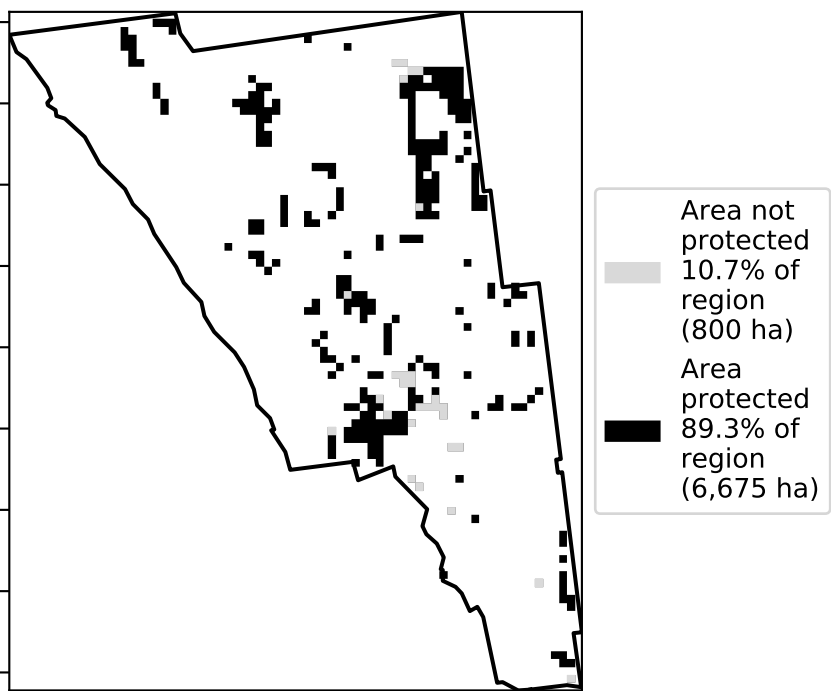 Area not
protected
10.7% of
region
(800 ha)
Area
protected
89.3% of
region
(6,675 ha)